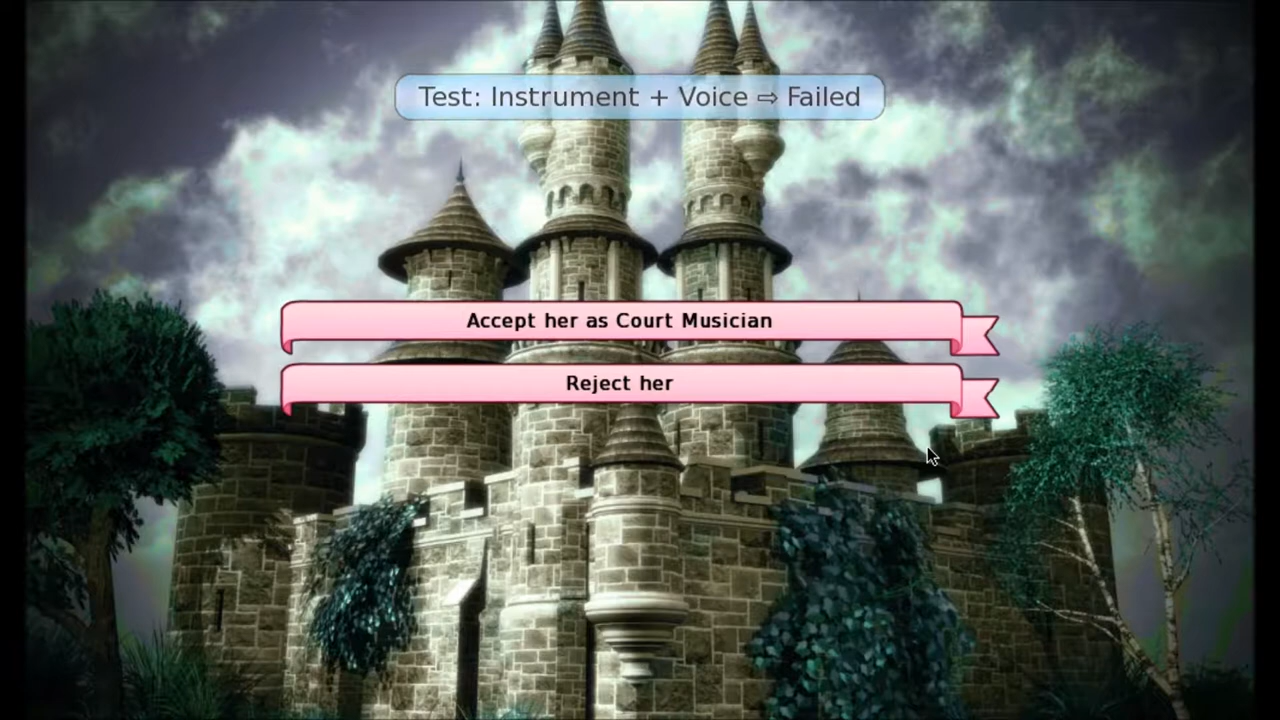 Test: Instrument + Voice ⇨ Failed
Accept her as Court Musician
Reject her